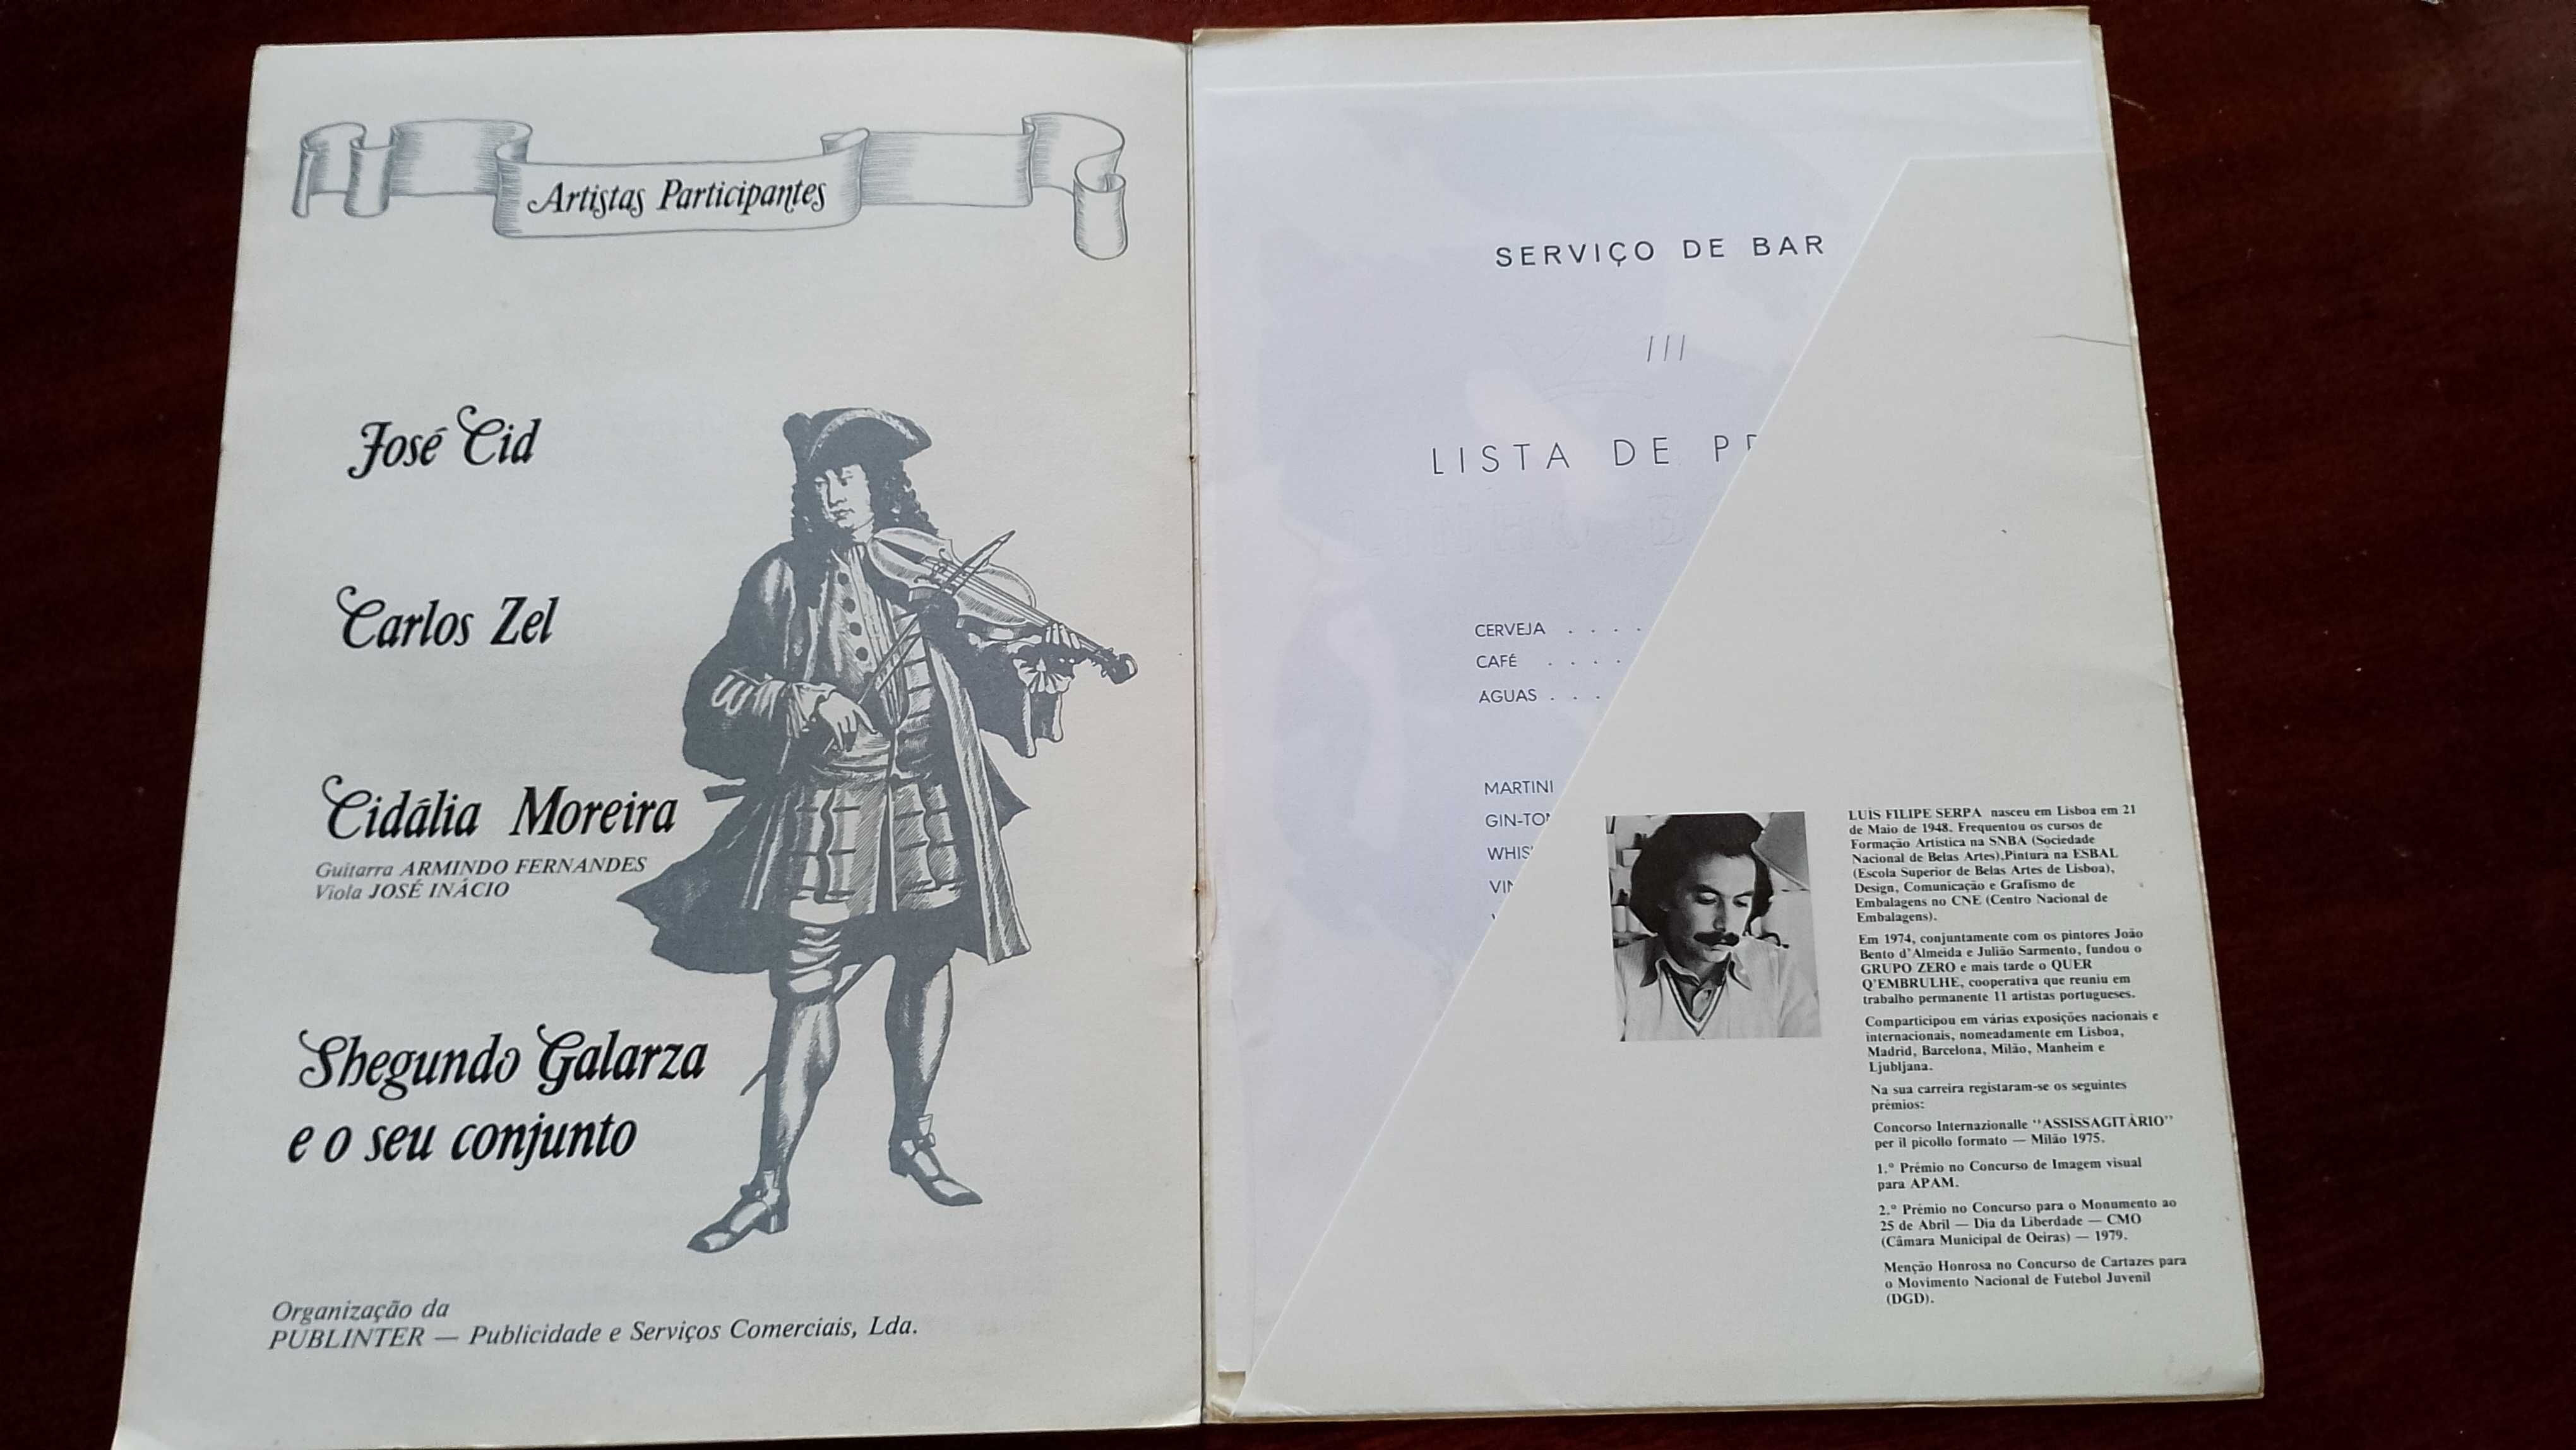 Artistas Participantes
José Cid
Carlos Zel
Cidália Moreira
Guitarra ARMINDO FERNANDES
Viola JOSÉ INÁCIO
Shegundo Galarza
e o seu conjunto
Organização da
PUBLINTER — Publicidade e Serviços Comerciais, Lda.
SERVIÇO DE BAR
///
LISTA DE
CERVEJA . . . .
CAFÉ . . . .
AGUAS . . .
MARTINI
GIN-TO
WHIS
LUÍS FILIPE SERPA nasceu em Lisboa em 21
de Maio de 1948. Frequentou os cursos de
Formação Artística na SNBA (Sociedade
Nacional de Belas Artes),Pintura na ESBAL
(Escola Superior de Belas Artes de Lisboa),
Design, Comunicação e Grafismo de
Embalagens no CNE (Centro Nacional de
Embalagens).
Em 1974, conjuntamente com os pintores João
Bento d'Almeida e Julião Sarmento, fundou o
GRUPO ZERO e mais tarde o QUER
Q'EMBRULHE, cooperativa que reuniu em
trabalho permanente 11 artistas portugueses.
Comparticipou em várias exposições nacionais e
internacionais, nomeadamente em Lisboa,
Madrid, Barcelona, Milão, Manheim e
Ljubljana.
Na sua carreira registaram-se os seguintes
prémios:
Concorso Internazionalle "ASSISSAGITÀRIO"
per il picollo formato — Milão 1975.
1.º Prémio no Concurso de Imagem visual
para APAM.
2.º Prémio no Concurso para o Monumento ao
25 de Abril — Dia da Liberdade — CMO
(Câmara Municipal de Oeiras) — 1979.
Menção Honrosa no Concurso de Cartazes para
o Movimento Nacional de Futebol Juvenil
(DGD).